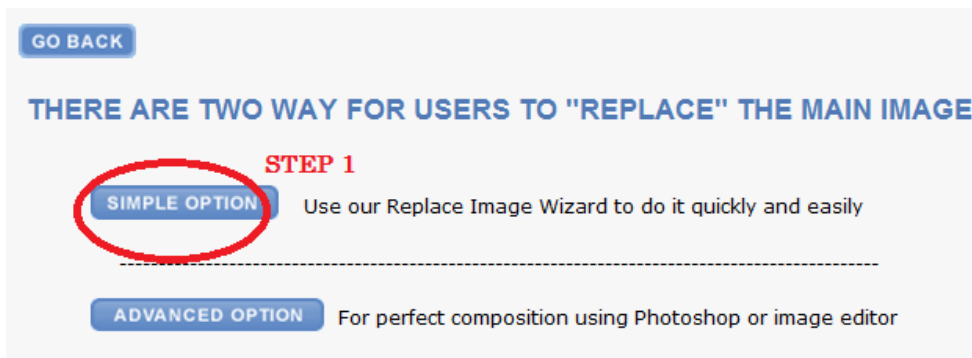 GO BACK
THERE ARE TWO WAY FOR USERS TO "REPLACE" THE MAIN IMAGE
STEP 1
SIMPLE OPTION Use our Replace Image Wizard to do it quickly and easily
ADVANCED OPTION For perfect composition using Photoshop or image editor